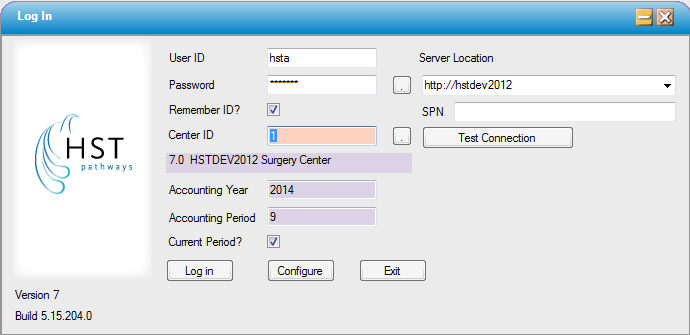 Log In
User ID
hsta
Server Location
Password
*******
.
http://hstdev2012
Remember ID?
SPN
Center ID
1
.
Test Connection
7.0 HSTDEV2012 Surgery Center
HST
pathways
Accounting Year
2014
Accounting Period
9
Current Period?
Log in
Configure
Exit
Version 7
Build 5.15.204.0